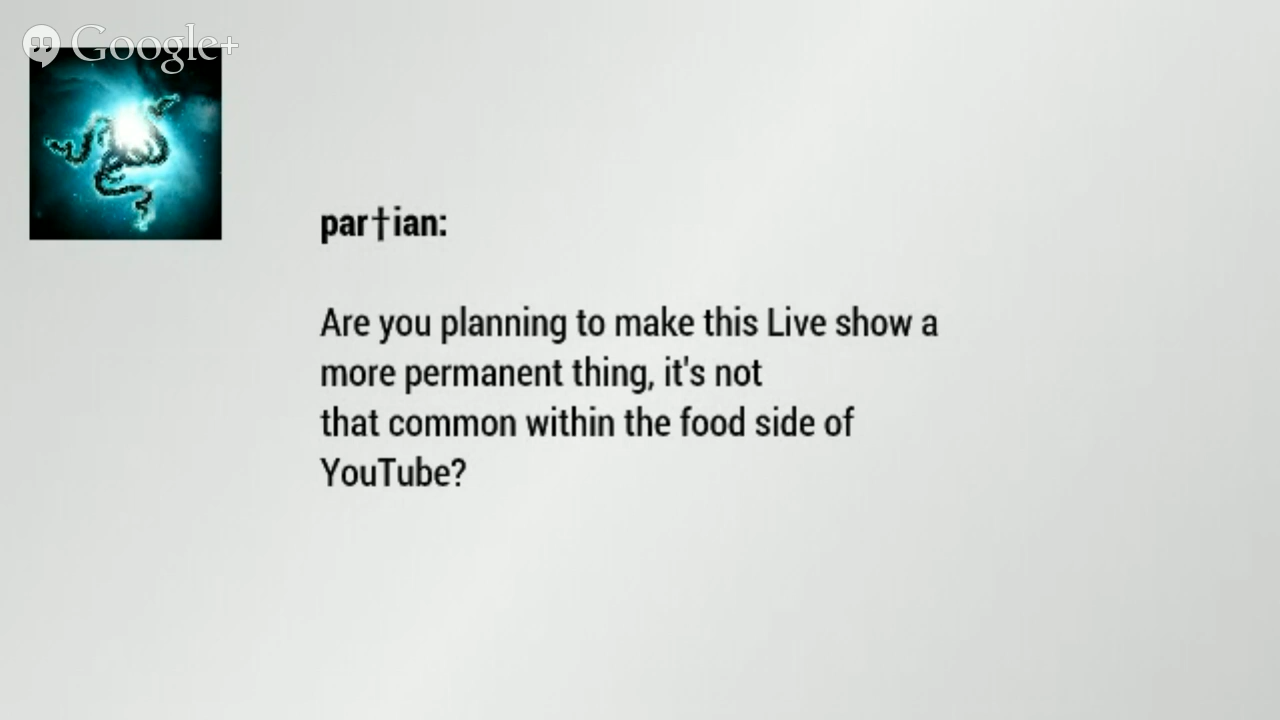 Google+
par†ian:
Are you planning to make this Live show a
more permanent thing, it's not
that common within the food side of
YouTube?